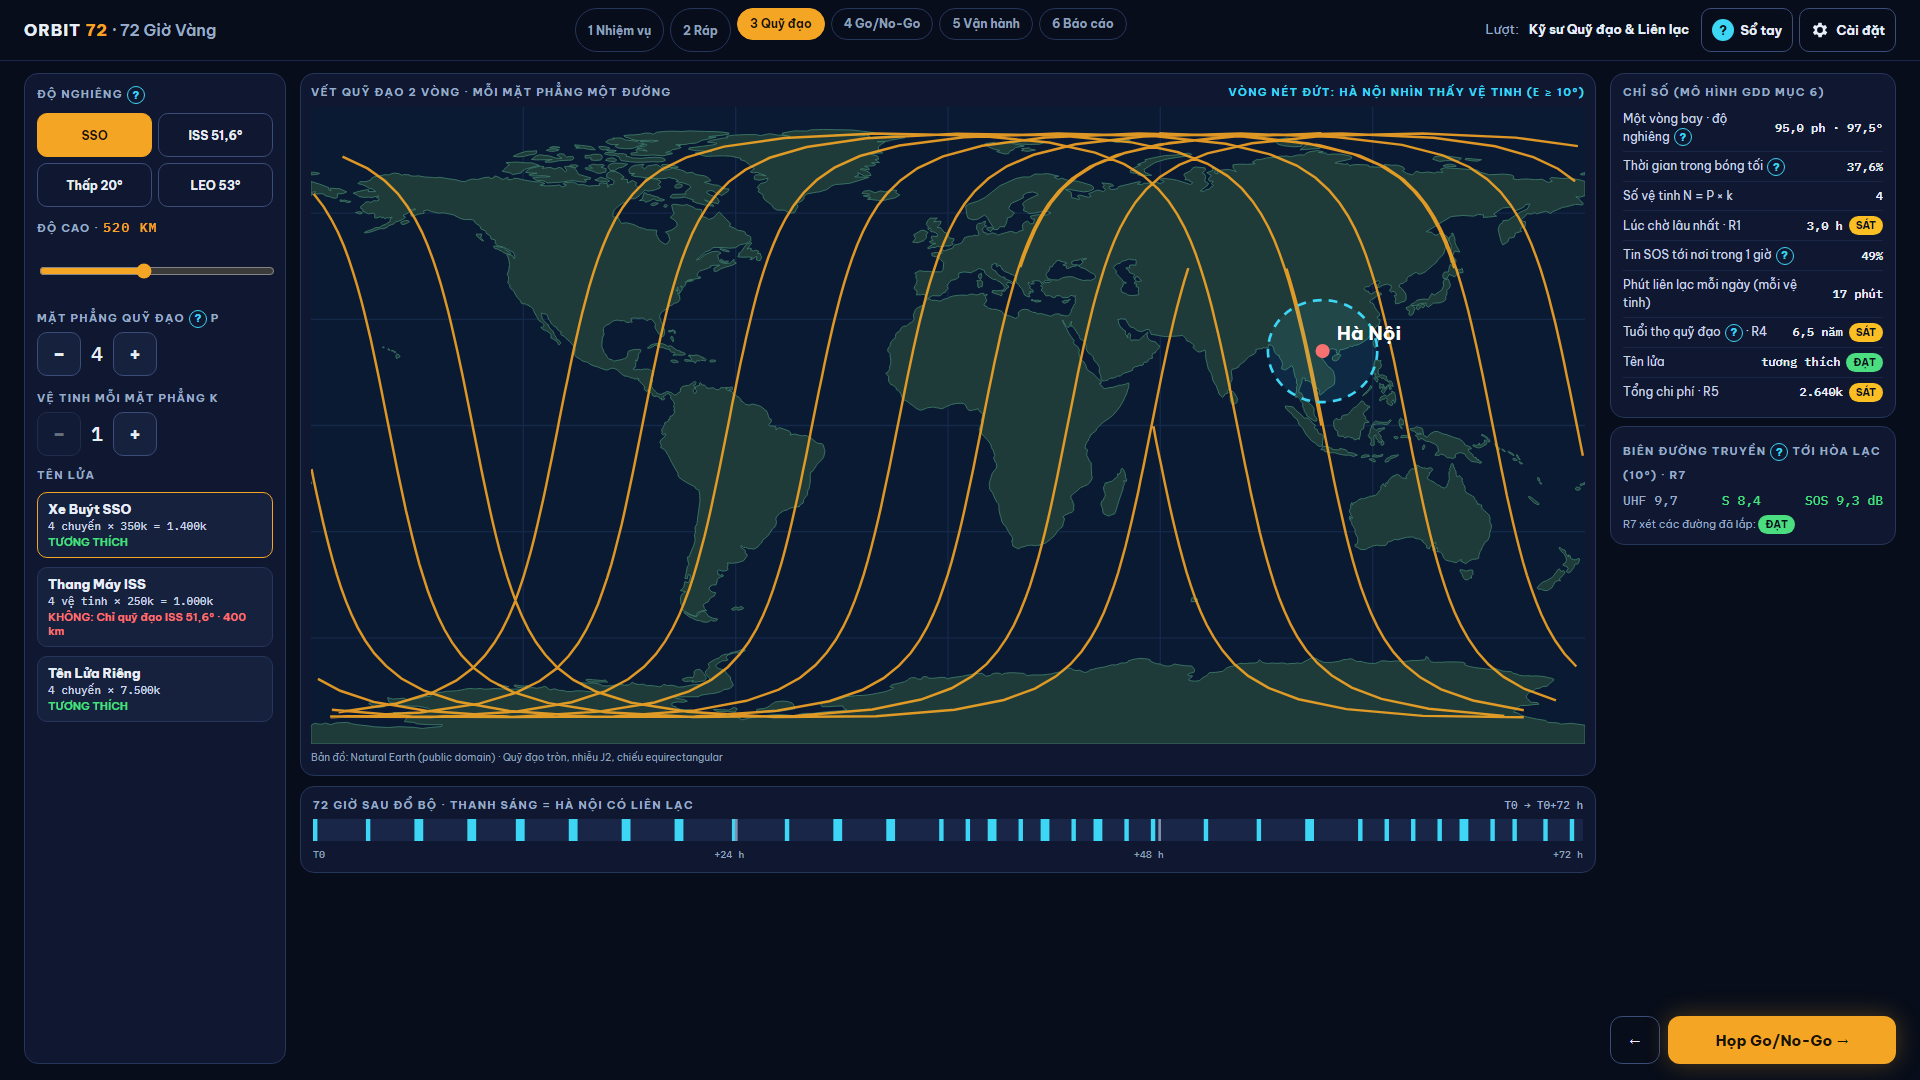 ORBIT 72 · 72 Giờ Vàng
1 Nhiệm vụ
2 Ráp
3 Quỹ đạo
4 Go/No-Go
5 Vận hành
6 Báo cáo
Lượt: Kỹ sư Quỹ đạo & Liên lạc
? Sổ tay
Cài đặt
ĐỘ NGHIÊNG ?
SSO
ISS 51,6°
Thấp 20°
LEO 53°
ĐỘ CAO · 520 KM
MẶT PHẲNG QUỸ ĐẠO ? P
− 4 +
VỆ TINH MỖI MẶT PHẲNG K
− 1 +
TÊN LỬA
Xe Buýt SSO
4 chuyến × 350k = 1.400k
TƯƠNG THÍCH
Thang Máy ISS
4 vệ tinh × 250k = 1.000k
KHÔNG: Chỉ quỹ đạo ISS 51,6° · 400
km
Tên Lửa Riêng
4 chuyến × 7.500k
TƯƠNG THÍCH
VẾT QUỸ ĐẠO 2 VÒNG · MỖI MẶT PHẲNG MỘT ĐƯỜNG
VÒNG NÉT ĐỨT: HÀ NỘI NHÌN THẤY VỆ TINH (E ≥ 10°)
Hà Nội
Bản đồ: Natural Earth (public domain) · Quỹ đạo tròn, nhiễu J2, chiếu equirectangular
72 GIỜ SAU ĐỔ BỘ · THANH SÁNG = HÀ NỘI CÓ LIÊN LẠC
T0 → T0+72 h
T0
+24 h
+48 h
+72 h
CHỈ SỐ (MÔ HÌNH GDD MỤC 6)
Một vòng bay · độ
nghiêng ?
95,0 ph · 97,5°
Thời gian trong bóng tối ? 37,6%
Số vệ tinh N = P × k 4
Lúc chờ lâu nhất · R1 3,0 h SÁT
Tin SOS tới nơi trong 1 giờ ? 49%
Phút liên lạc mỗi ngày (mỗi vệ
tinh)
17 phút
Tuổi thọ quỹ đạo ? · R4 6,5 năm SÁT
Tên lửa tương thích ĐẠT
Tổng chi phí · R5 2.640k SÁT
BIÊN ĐƯỜNG TRUYỀN ? TỚI HÒA LẠC
(10°) · R7
UHF 9,7 S 8,4 SOS 9,3 dB
R7 xét các đường đã lắp: ĐẠT
←
Họp Go/No-Go →